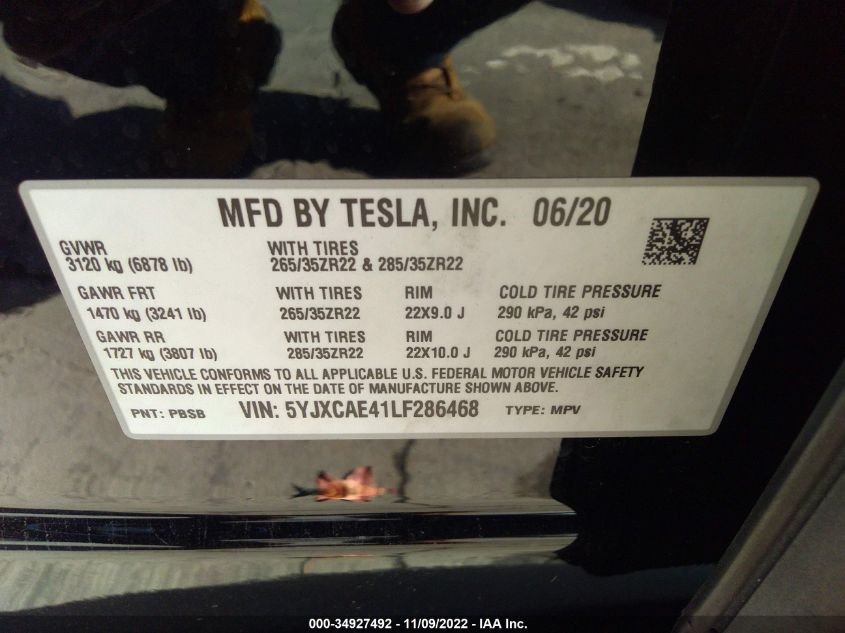 MFD BY TESLA, INC. 06/20
GVWR WITH TIRES
3120 kg (6878 lb) 265/35ZR22 & 285/35ZR22
GAWR FRT WITH TIRES RIM COLD TIRE PRESSURE
1470 kg (3241 lb) 265/35ZR22 22X9.0 J 290 kPa, 42 psi
GAWR RR WITH TIRES RIM COLD TIRE PRESSURE
1727 kg (3807 lb) 285/35ZR22 22X10.0 J 290 kPa, 42 psi
THIS VEHICLE CONFORMS TO ALL APPLICABLE U.S. FEDERAL MOTOR VEHICLE SAFETY
STANDARDS IN EFFECT ON THE DATE OF MANUFACTURE SHOWN ABOVE.
PNT: PBSB VIN: 5YJXCAE41LF286468 TYPE: MPV
000-34927492 - 11/09/2022 - IAA Inc.